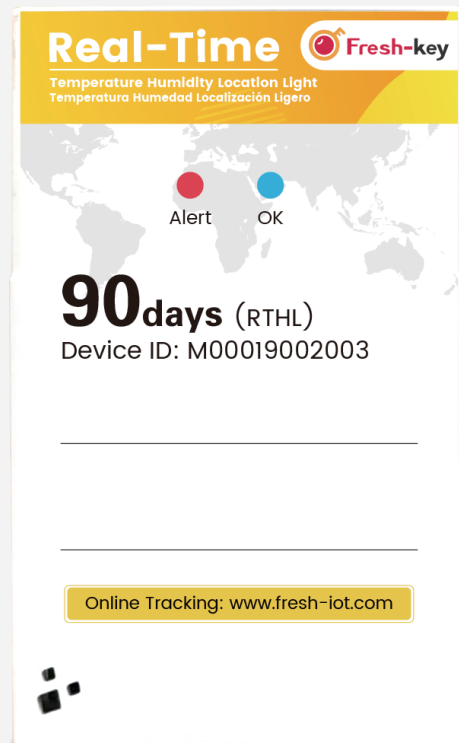 Real-Time
Fresh-key
Temperature Humidity Location Light
Temperatura Humedad Localización Ligero
Alert OK
90days (RTHL)
Device ID: M00019002003
Online Tracking: www.fresh-iot.com